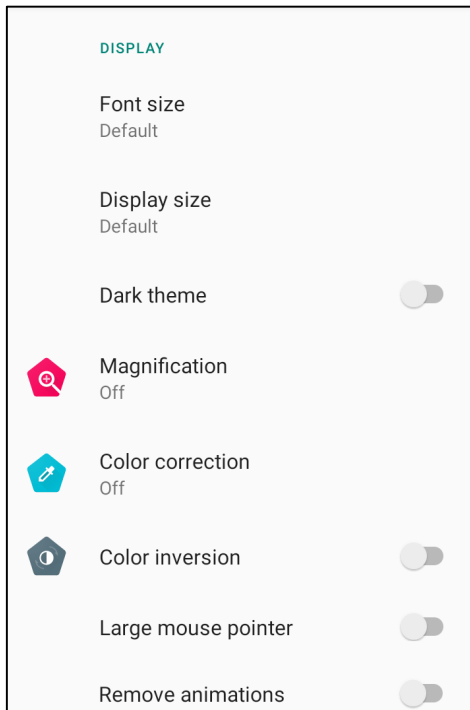 DISPLAY
Font size
Default
Display size
Default
Dark theme
Magnification
Off
Color correction
Off
Color inversion
Large mouse pointer
Remove animations